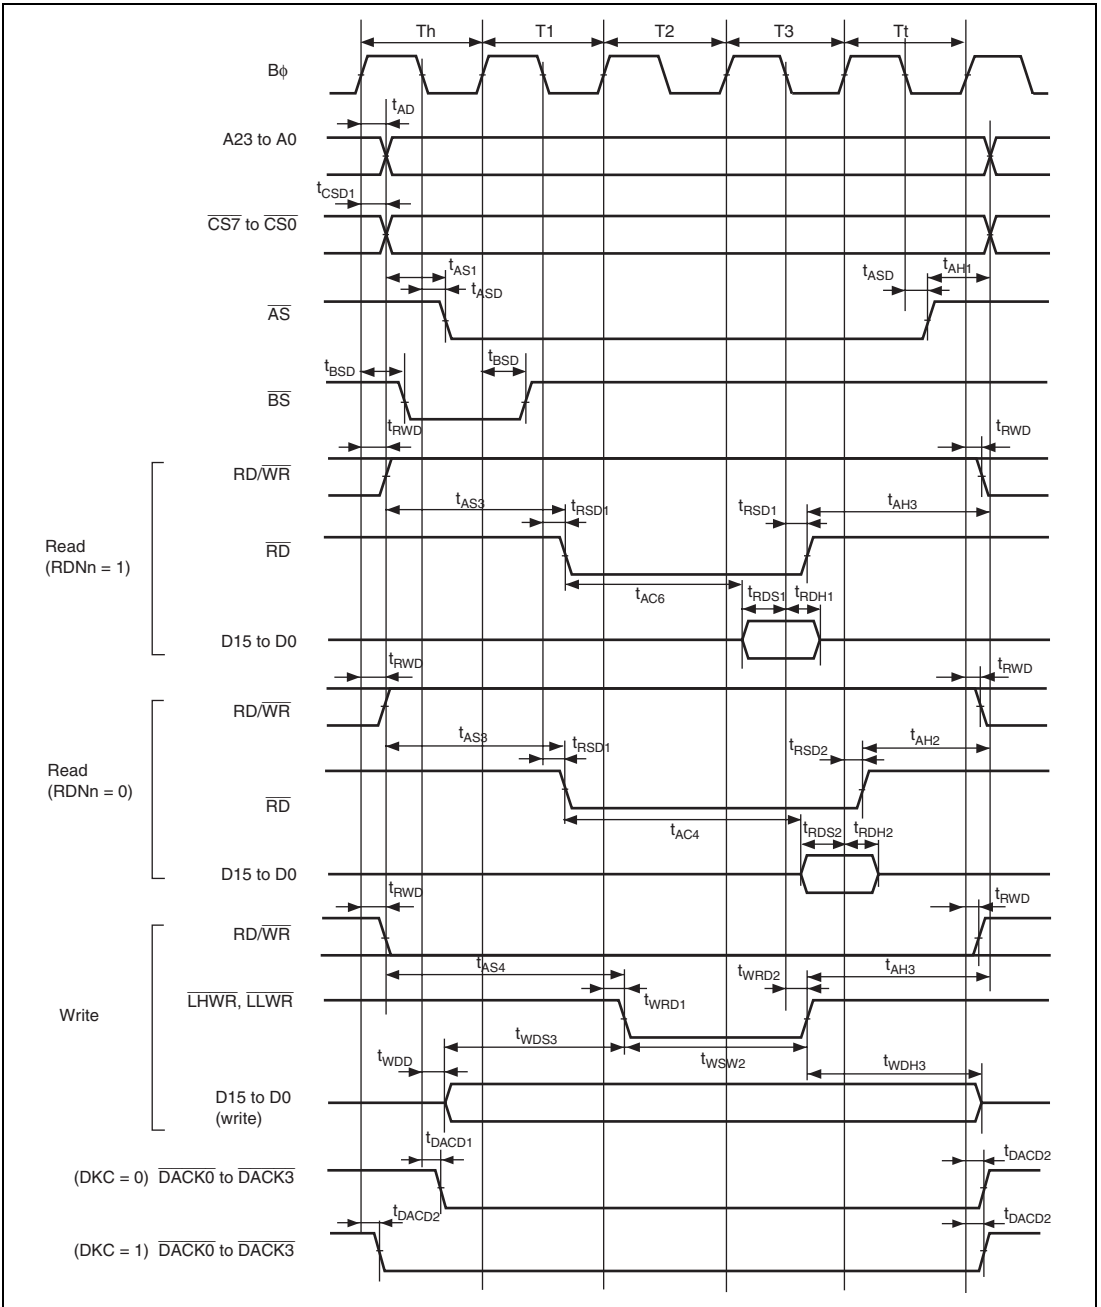 Th T1 T2 T3 Tt
Bϕ
tAD
A23 to A0
tCSD1
CS7 to CS0
tAS1 tASD tAH1
tASD
AS
tBSD tBSD
BS
tRWD tRWD
RD/WR
tAS3 tRSD1 tRSD1 tAH3
Read
(RDNn = 1)
RD
tAC6 tRDS1 tRDH1
D15 to D0
tRWD tRWD
RD/WR
tAS3 tRSD1 tRSD2 tAH2
Read
(RDNn = 0)
RD
tAC4 tRDS2 tRDH2
D15 to D0
tRWD tRWD
RD/WR
tAS4 tWRD2 tAH3
LHWR, LLWR
tWRD1
Write
tWDS3 tWSW2
tWDD tWDH3
D15 to D0
(write)
tDACD1 tDACD2
(DKC = 0) DACK0 to DACK3
tDACD2 tDACD2
(DKC = 1) DACK0 to DACK3